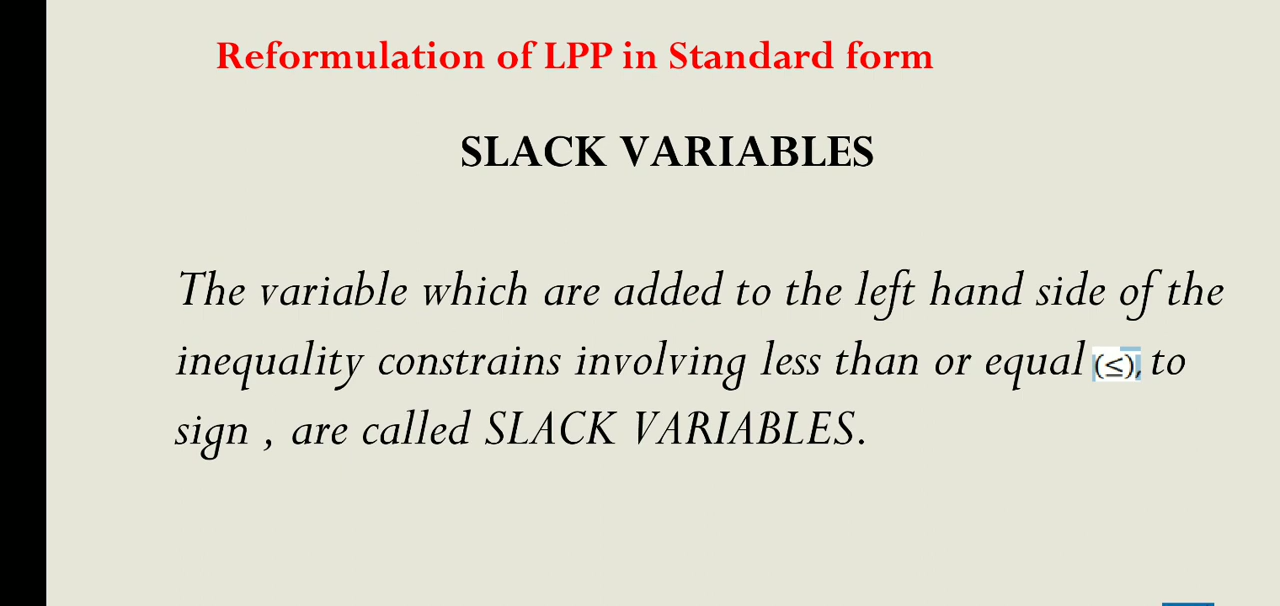 Reformulation of LPP in Standard form
SLACK VARIABLES
The variable which are added to the left hand side of the
inequality constrains involving less than or equal (≤), to
sign , are called SLACK VARIABLES.